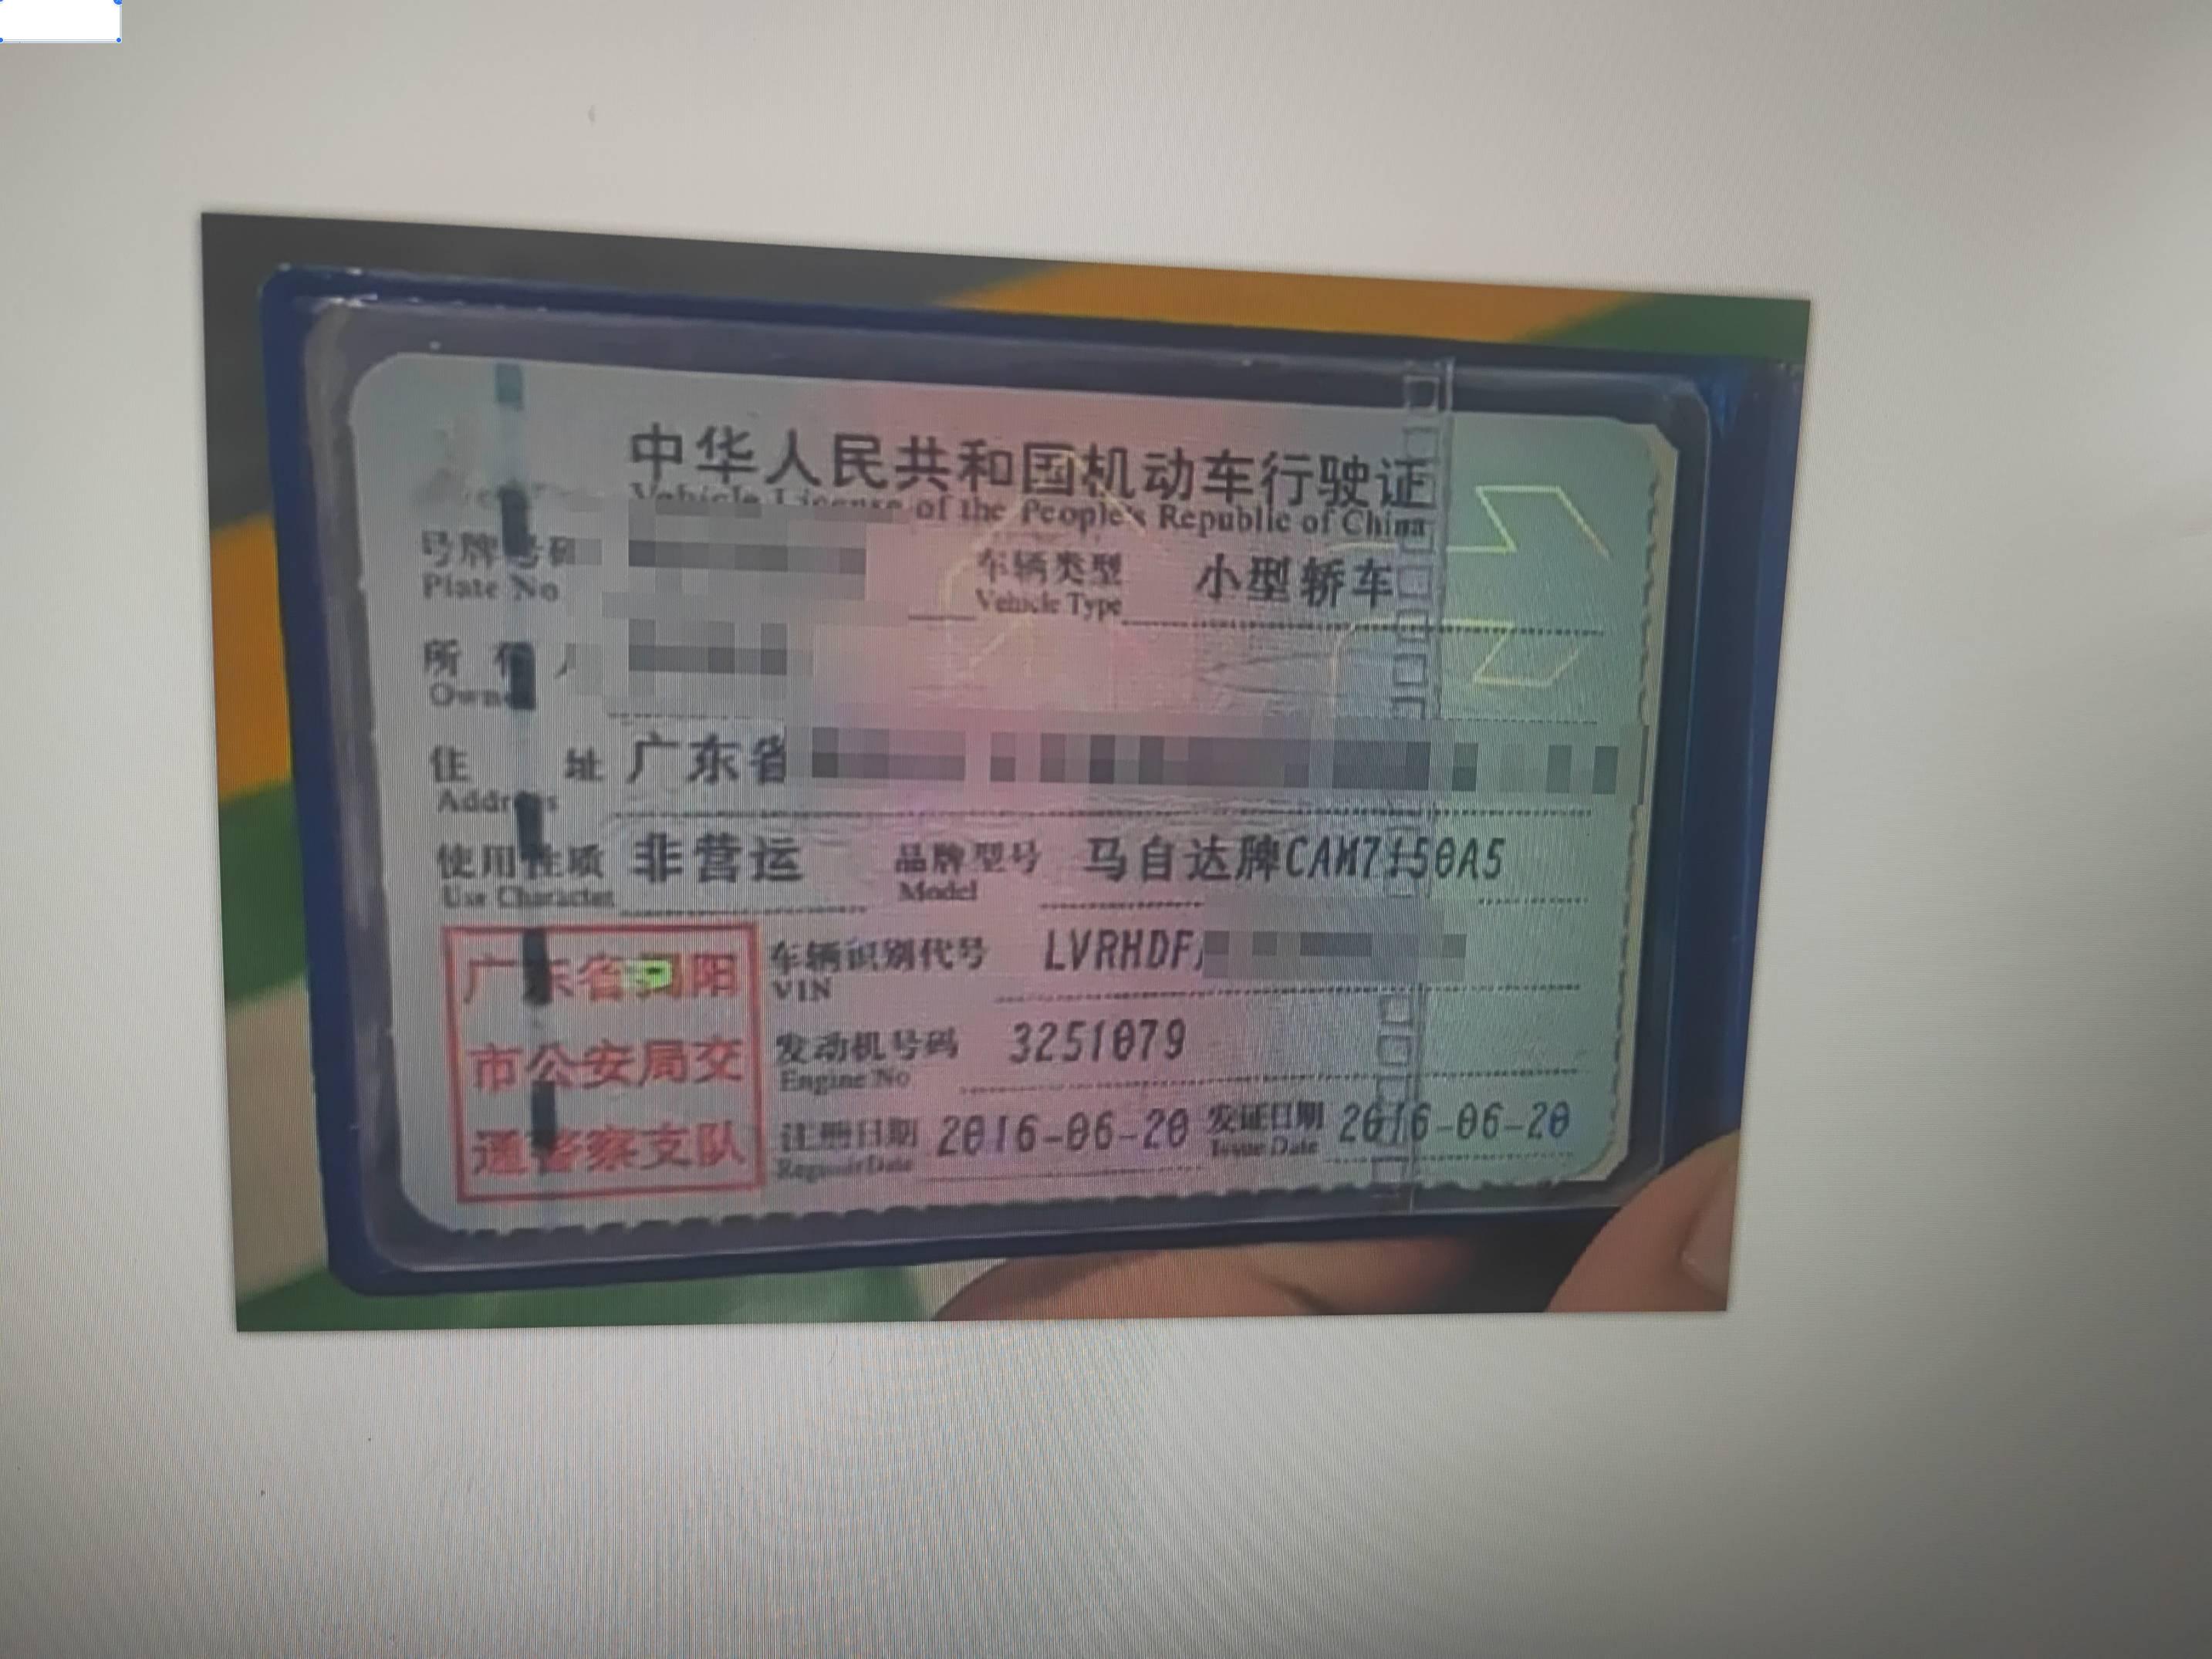 中华人民共和国机动车行驶证
Vehicle License of the People's Republic of China
号牌号码 车辆类型 小型轿车
Plate No Vehicle Type
所有人
Owner
住址 广东省
Address
使用性质 非营运 品牌型号 马自达牌CAM7150A5
Use Character Model
广东省揭阳
市公安局交
通警察支队
车辆识别代号 LVRHDF
VIN
发动机号码 3251079
Engine No
注册日期 2016-06-20 发证日期 2016-06-20
Register Date Issue Date